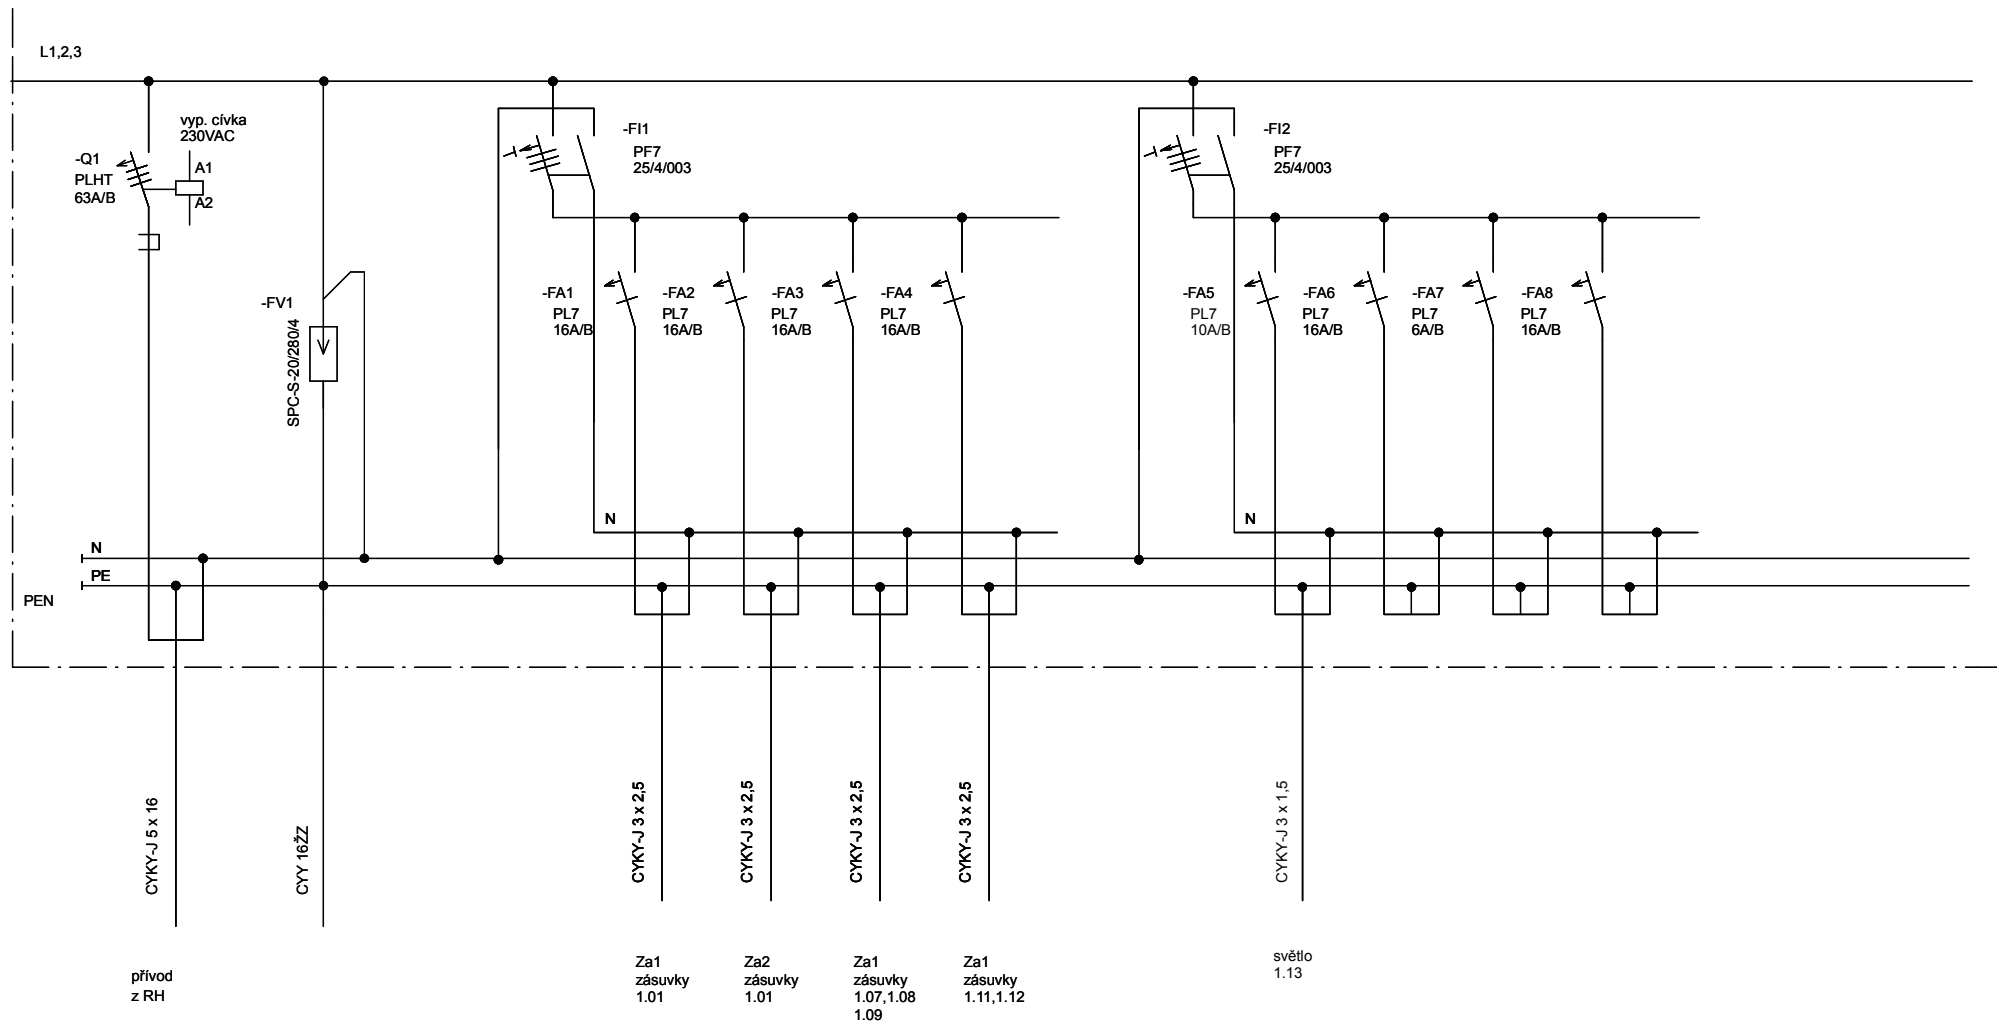 L1,2,3
vyp. cívka
230VAC
-Q1
PLHT
63A/B
A1
A2
-FI1
PF7
25/4/003
-FI2
PF7
25/4/003
-FV1
SPC-S-20/280/4
-FA1
PL7
16A/B
-FA2
PL7
16A/B
-FA3
PL7
16A/B
-FA4
PL7
16A/B
-FA5
PL7
10A/B
-FA6
PL7
16A/B
-FA7
PL7
6A/B
-FA8
PL7
16A/B
N
N
N
PE
PEN
CYKY-J 5 x 16
CYY 16ŽZ
CYKY-J 3 x 2,5
CYKY-J 3 x 2,5
CYKY-J 3 x 2,5
CYKY-J 3 x 2,5
CYKY-J 3 x 1,5
přívod
z RH
Za1
zásuvky
1.01
Za2
zásuvky
1.01
Za1
zásuvky
1.07,1.08
1.09
Za1
zásuvky
1.11,1.12
světlo
1.13